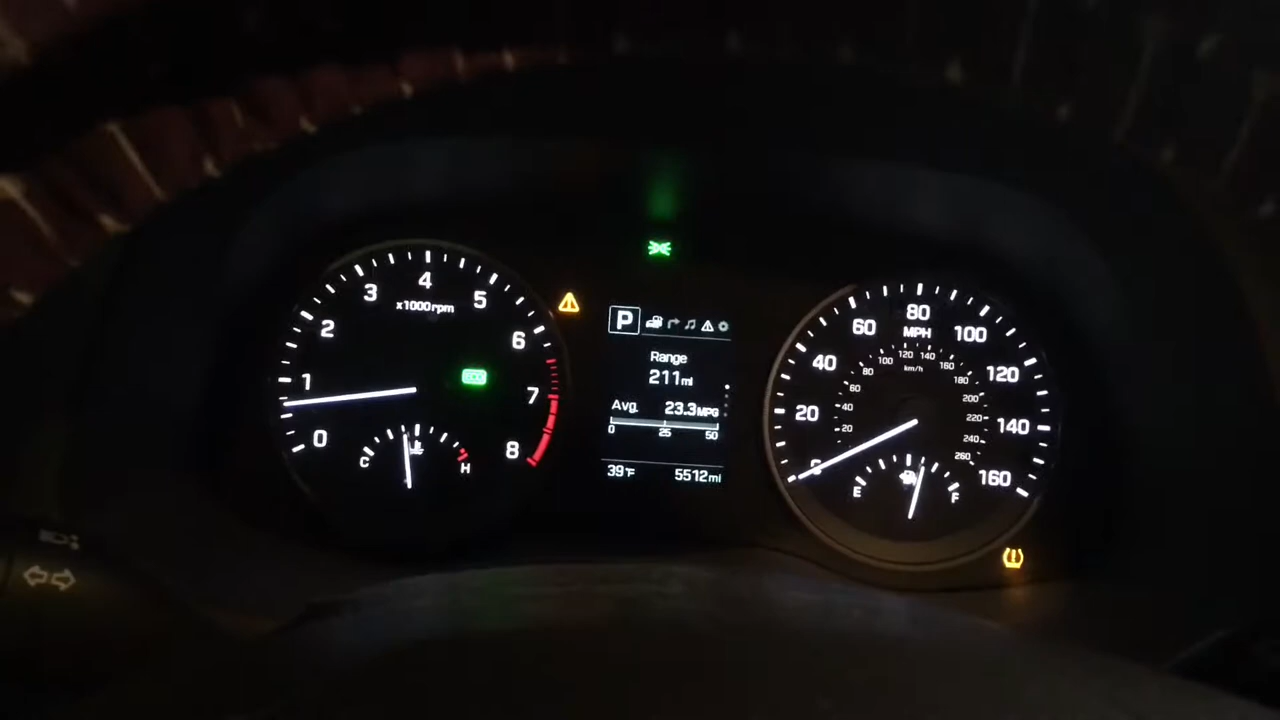 4
3
5
x1000rpm
2
6
1
7
0
8
C
H
ECO
P
Range
211mi
Avg. 23.3MPG
0 25 50
39°F 5512mi
80
60
MPH
100
40
120
20
140
0
160
120 140
100 160
km/h
80 180
60 200
40 220
20 240
260
E F